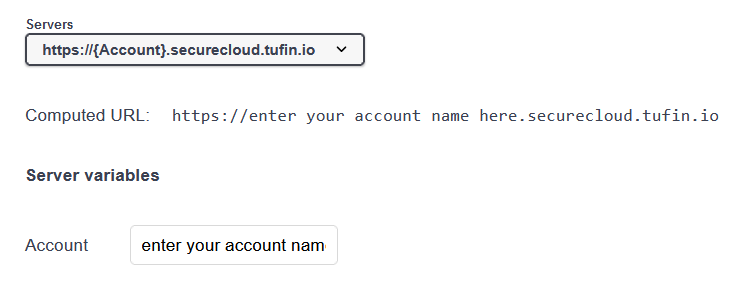 Servers
https://{Account}.securecloud.tufin.io
Computed URL: https://enter your account name here.securecloud.tufin.io
Server variables
Account enter your account nam